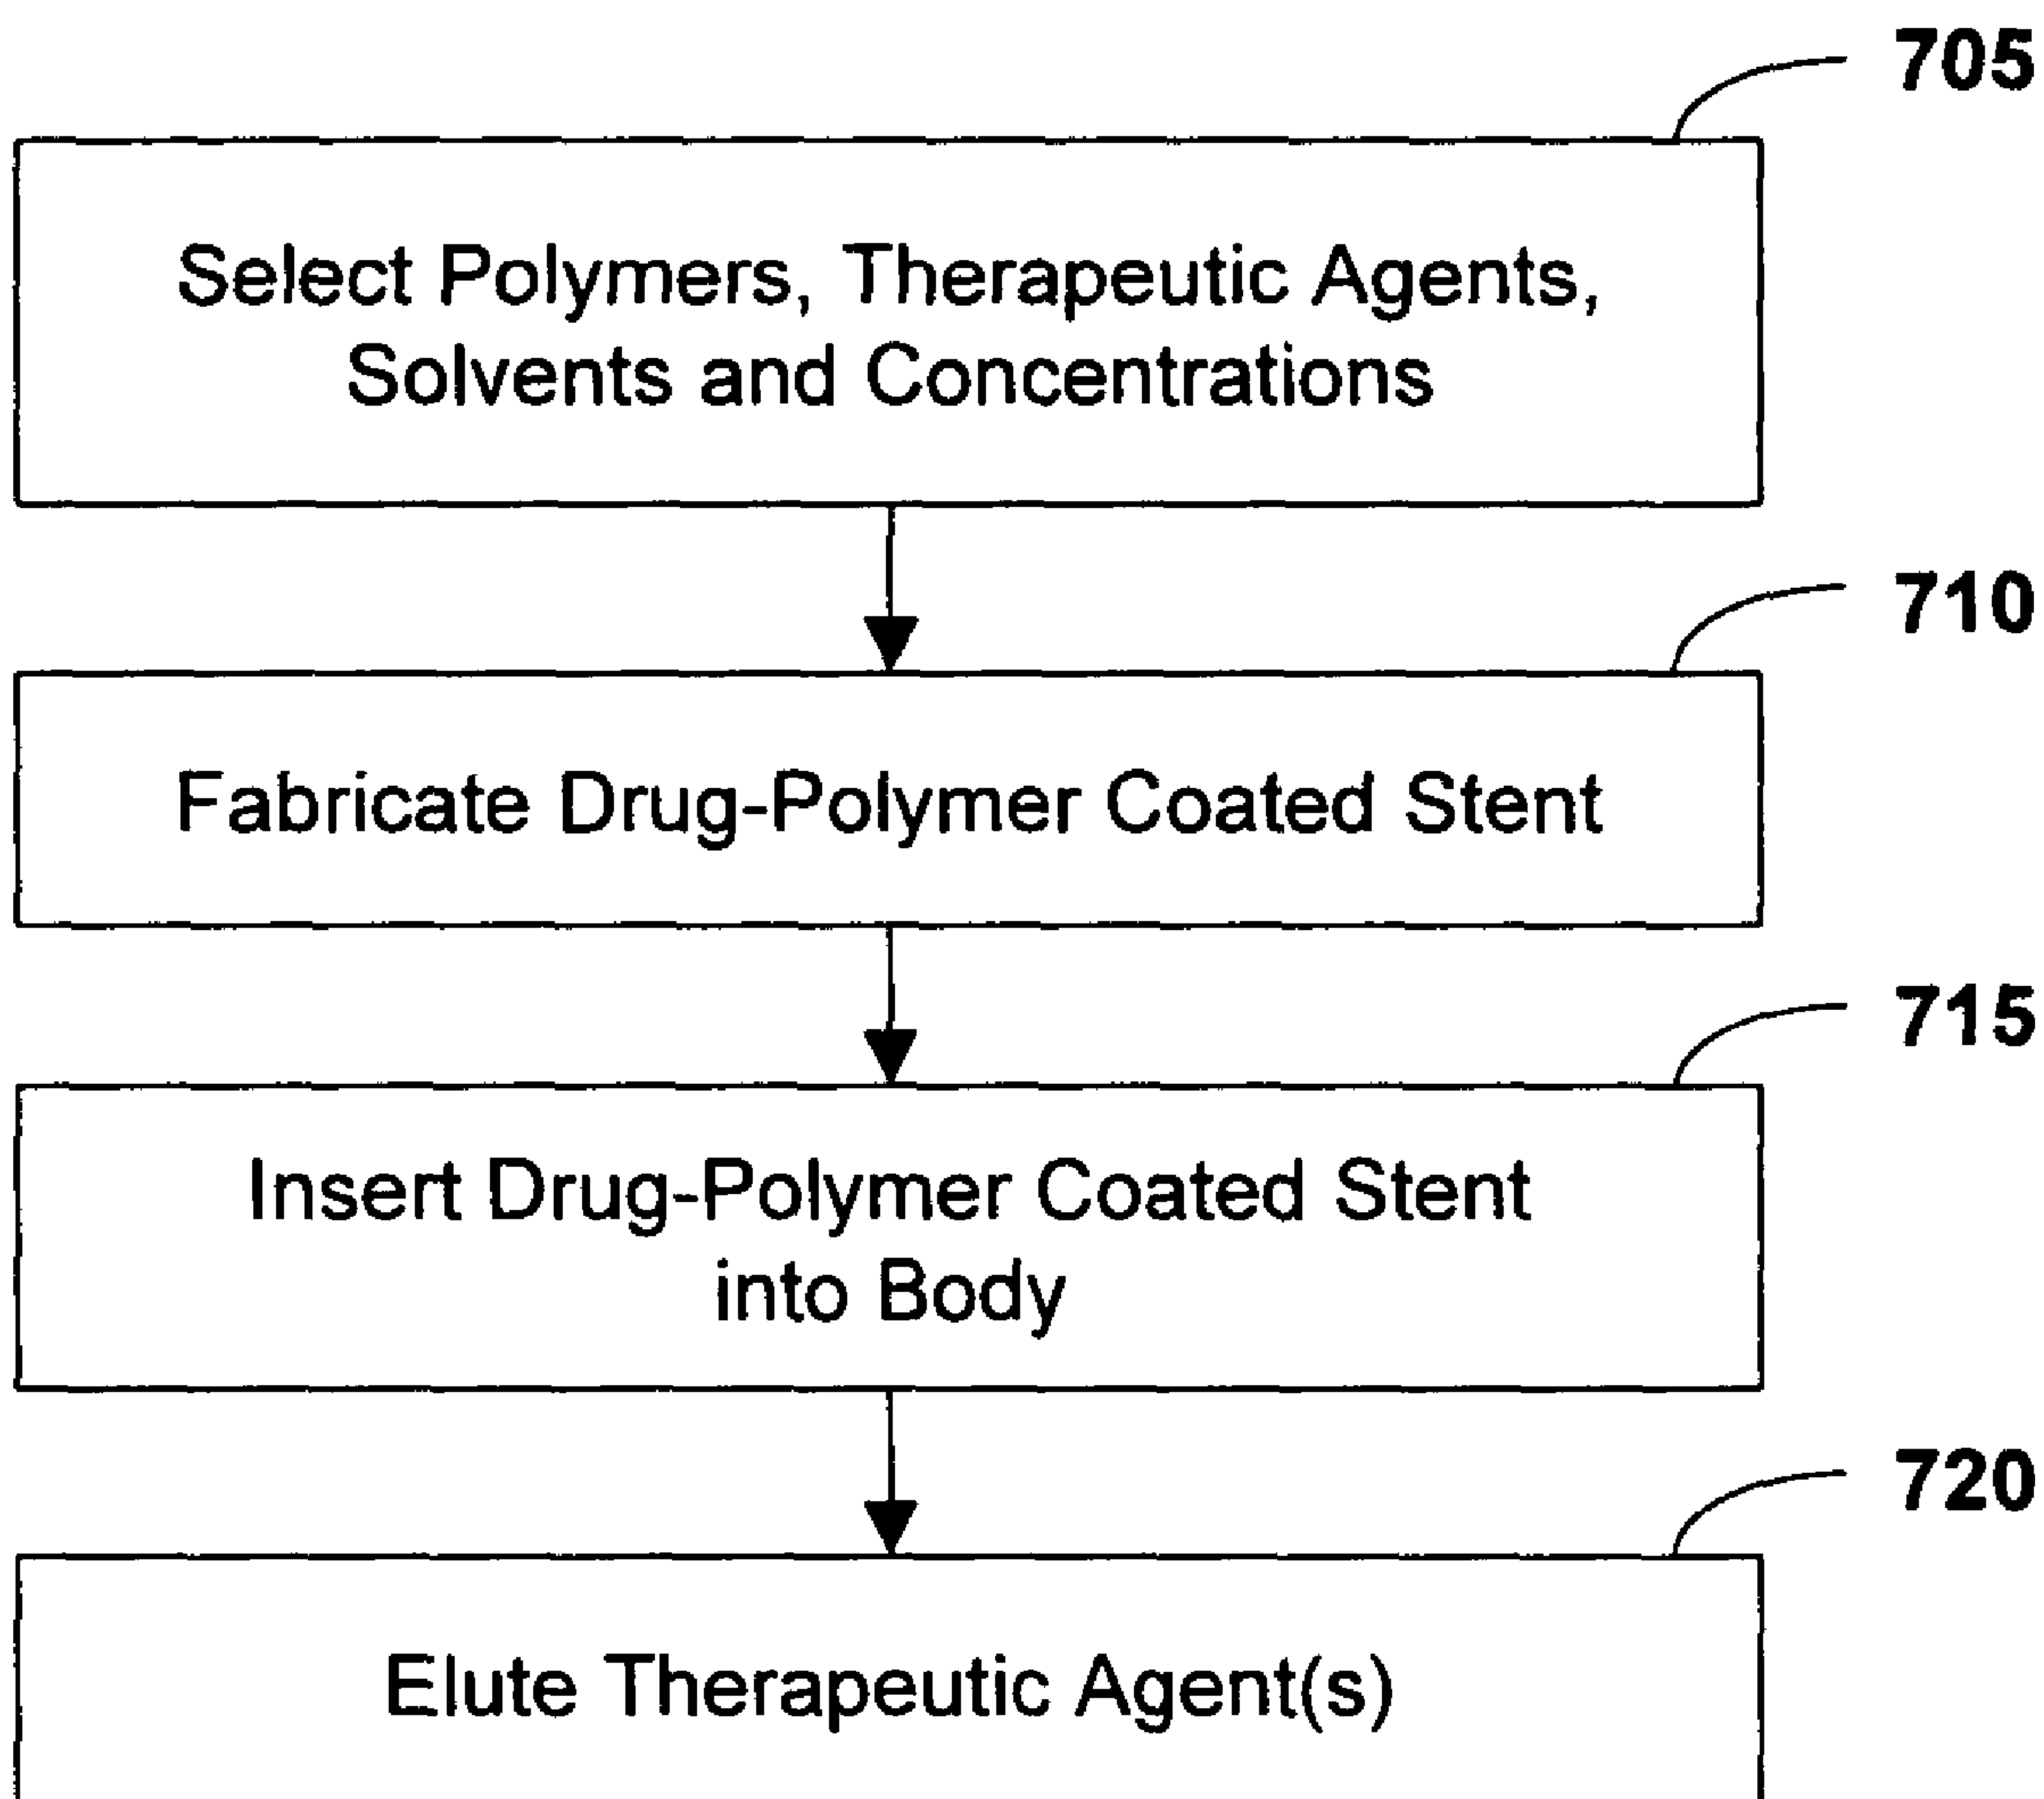 705
Select Polymers, Therapeutic Agents,
Solvents and Concentrations
710
Fabricate Drug-Polymer Coated Stent
715
Insert Drug-Polymer Coated Stent
into Body
720
Elute Therapeutic Agent(s)